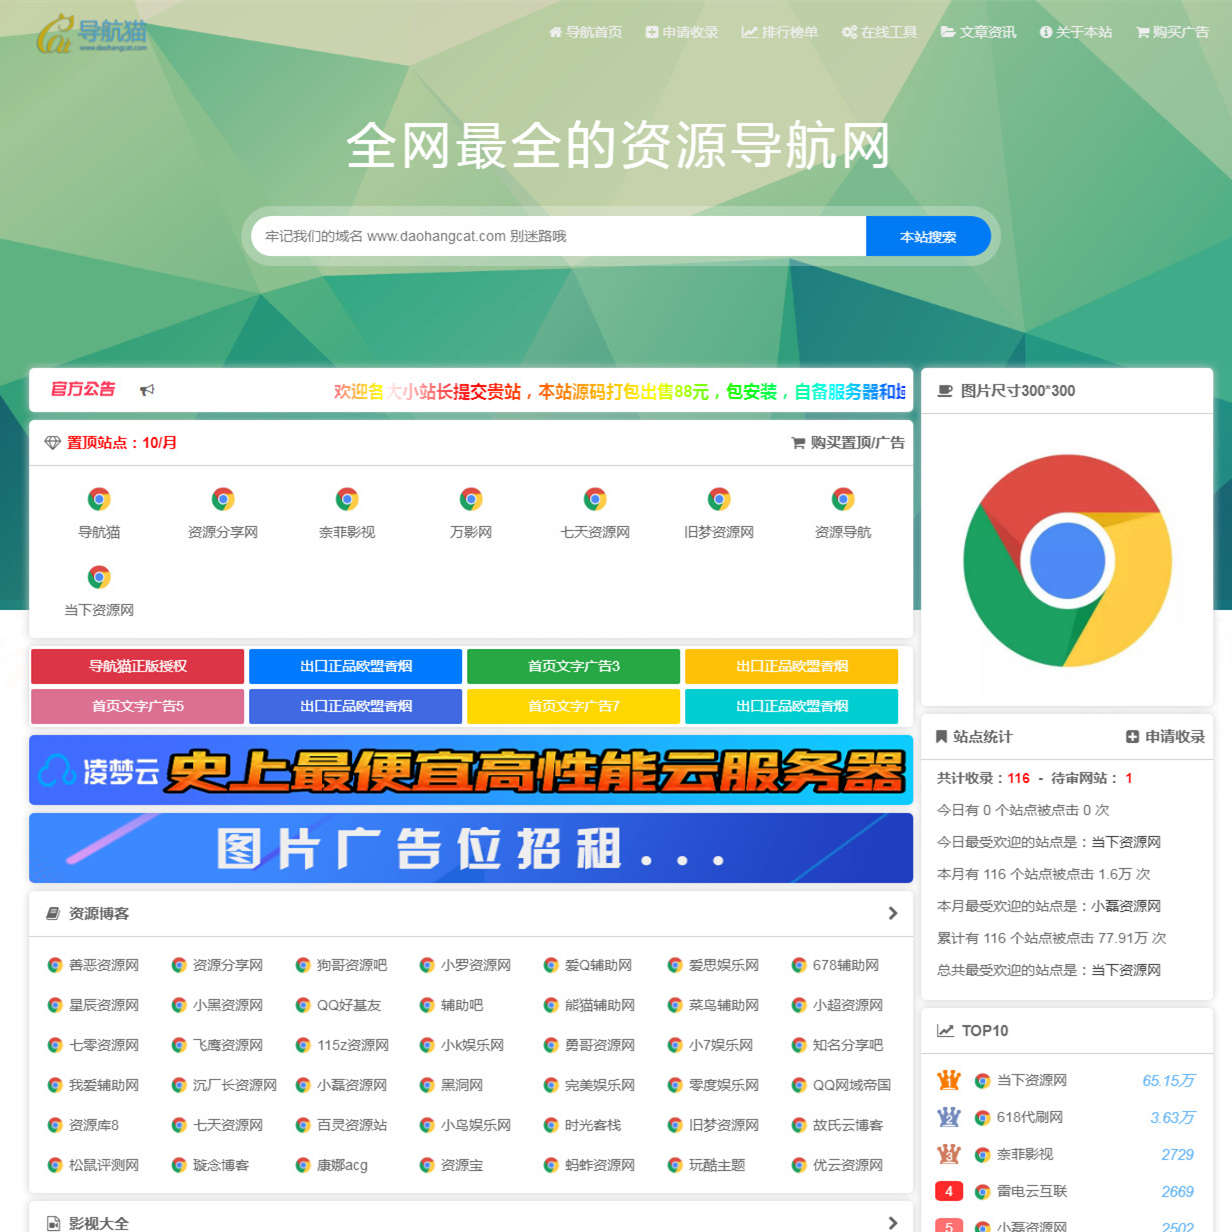 导航猫
www.daohangcat.com
导航首页 申请收录 排行榜单 在线工具 文章资讯 关于本站 购买广告
全网最全的资源导航网
牢记我们的域名 www.daohangcat.com 别迷路哦 本站搜索
官方公告 欢迎各大小站长提交贵站，本站源码打包出售88元，包安装，自备服务器和域
置顶站点：10/月 购买置顶/广告
导航猫 资源分享网 奈菲影视 万影网 七天资源网 旧梦资源网 资源导航
当下资源网
导航猫正版授权 出口正品欧盟香烟 首页文字广告3 出口正品欧盟香烟
首页文字广告5 出口正品欧盟香烟 首页文字广告7 出口正品欧盟香烟
凌梦云 史上最便宜高性能云服务器
图片广告位招租...
资源博客
善恶资源网 资源分享网 狗哥资源吧 小罗资源网 爱Q辅助网 爱思娱乐网 678辅助网
星辰资源网 小黑资源网 QQ好基友 辅助吧 熊猫辅助网 菜鸟辅助网 小超资源网
七零资源网 飞鹰资源网 115z资源网 小k娱乐网 勇哥资源网 小7娱乐网 知名分享吧
我爱辅助网 沉厂长资源网 小磊资源网 黑洞网 完美娱乐网 零度娱乐网 QQ网域帝国
资源库8 七天资源网 百灵资源站 小鸟娱乐网 时光客栈 旧梦资源网 故氏云博客
松鼠评测网 璇念博客 康娜acg 资源宝 蚂蚱资源网 玩酷主题 优云资源网
影视大全
图片尺寸300*300
站点统计 申请收录
共计收录：116 - 待审网站： 1
今日有 0 个站点被点击 0 次
今日最受欢迎的站点是：当下资源网
本月有 116 个站点被点击 1.6万 次
本月最受欢迎的站点是：小磊资源网
累计有 116 个站点被点击 77.91万 次
总共最受欢迎的站点是：当下资源网
TOP10
1 当下资源网 65.15万
2 618代刷网 3.63万
3 奈菲影视 2729
4 雷电云互联 2669
5 小磊资源网 2502